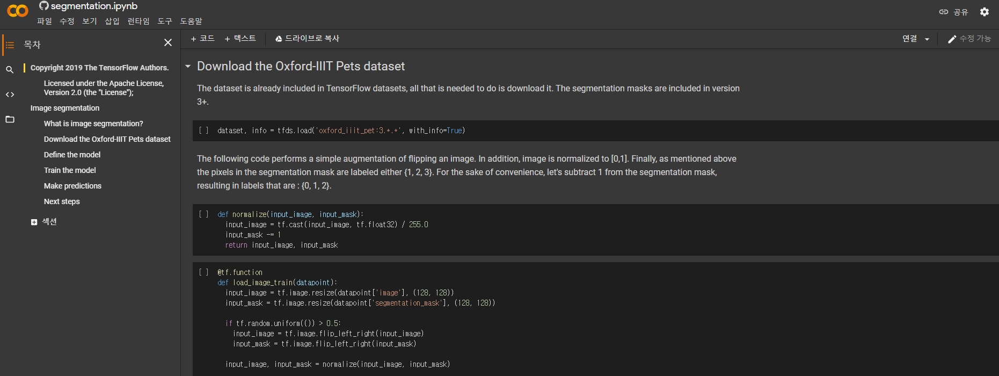 segmentation.ipynb
파일 수정 보기 삽입 런타임 도구 도움말
공유
목차
Copyright 2019 The TensorFlow Authors.
Licensed under the Apache License,
Version 2.0 (the "License");
Image segmentation
What is image segmentation?
Download the Oxford-IIIT Pets dataset
Define the model
Train the model
Make predictions
Next steps
섹션
+ 코드 + 텍스트 드라이브로 복사
연결 수정 가능
Download the Oxford-IIIT Pets dataset
The dataset is already included in TensorFlow datasets, all that is needed to do is download it. The segmentation masks are included in version
3+.
[ ] dataset, info = tfds.load('oxford_iiit_pet:3.*.*', with_info=True)
The following code performs a simple augmentation of flipping an image. In addition, image is normalized to [0,1]. Finally, as mentioned above
the pixels in the segmentation mask are labeled either {1, 2, 3}. For the sake of convenience, let's subtract 1 from the segmentation mask,
resulting in labels that are : {0, 1, 2}.
[ ] def normalize(input_image, input_mask):
input_image = tf.cast(input_image, tf.float32) / 255.0
input_mask -= 1
return input_image, input_mask
[ ] @tf.function
def load_image_train(datapoint):
input_image = tf.image.resize(datapoint['image'], (128, 128))
input_mask = tf.image.resize(datapoint['segmentation_mask'], (128, 128))
if tf.random.uniform(()) > 0.5:
input_image = tf.image.flip_left_right(input_image)
input_mask = tf.image.flip_left_right(input_mask)
input_image, input_mask = normalize(input_image, input_mask)